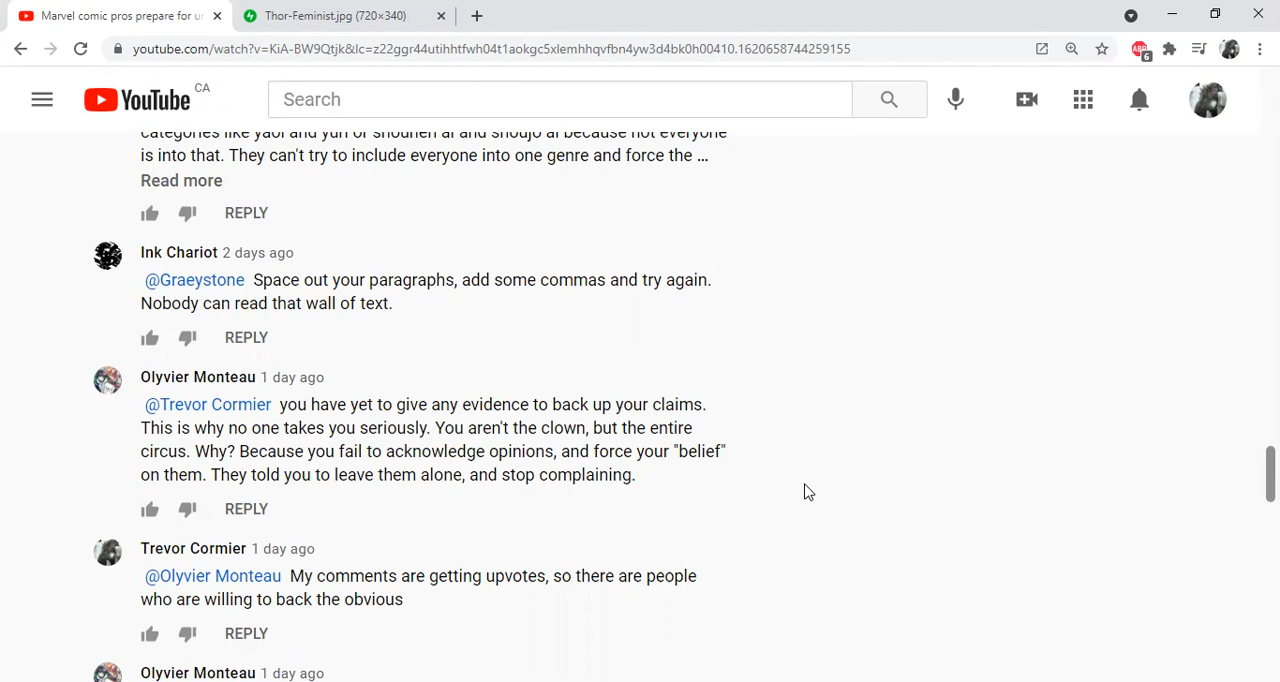 Marvel comic pros prepare for u
Thor-Feminist.jpg (720×340)
youtube.com/watch?v=KiA-BW9Qtjk&lc=z22ggr44utihhtfwh04t1aokgc5xlemhhqvfbn4yw3d4bk0h00410.1620658744259155
ABP
6
YouTube CA
Search
categories like yaoi and yuri or shounen ai and shoujo ai because not everyone
is into that. They can't try to include everyone into one genre and force the ...
Read more
REPLY
Ink Chariot 2 days ago
@Graeystone Space out your paragraphs, add some commas and try again.
Nobody can read that wall of text.
REPLY
Olyvier Monteau 1 day ago
@Trevor Cormier you have yet to give any evidence to back up your claims.
This is why no one takes you seriously. You aren't the clown, but the entire
circus. Why? Because you fail to acknowledge opinions, and force your "belief"
on them. They told you to leave them alone, and stop complaining.
REPLY
Trevor Cormier 1 day ago
@Olyvier Monteau My comments are getting upvotes, so there are people
who are willing to back the obvious
REPLY
Olyvier Monteau 1 day ago